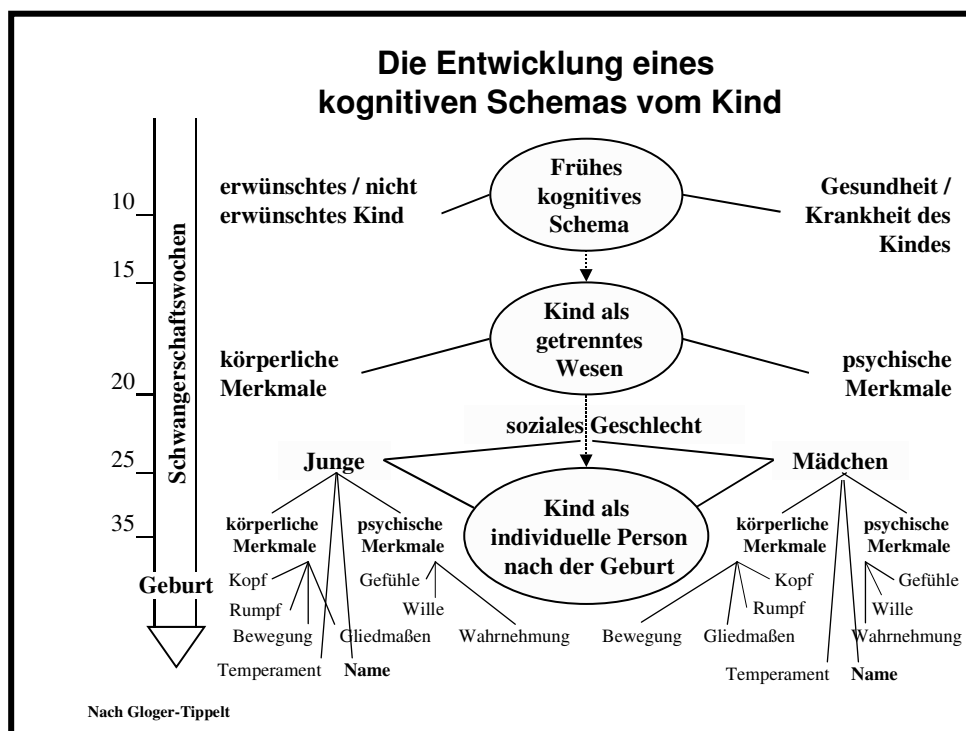 Die Entwicklung eines
kognitiven Schemas vom Kind
Schwangerschaftswochen
10
15
20
25
35
Geburt
erwünschtes / nicht
erwünschtes Kind
Frühes
kognitives
Schema
Gesundheit /
Krankheit des
Kindes
körperliche
Merkmale
Kind als
getrenntes
Wesen
psychische
Merkmale
soziales Geschlecht
Junge
Mädchen
Kind als
individuelle Person
nach der Geburt
körperliche
Merkmale
psychische
Merkmale
Kopf
Rumpf
Bewegung
Gliedmaßen
Gefühle
Wille
Wahrnehmung
Temperament
Name
körperliche
Merkmale
psychische
Merkmale
Kopf
Rumpf
Bewegung
Gliedmaßen
Gefühle
Wille
Wahrnehmung
Temperament
Name
Nach Gloger-Tippelt